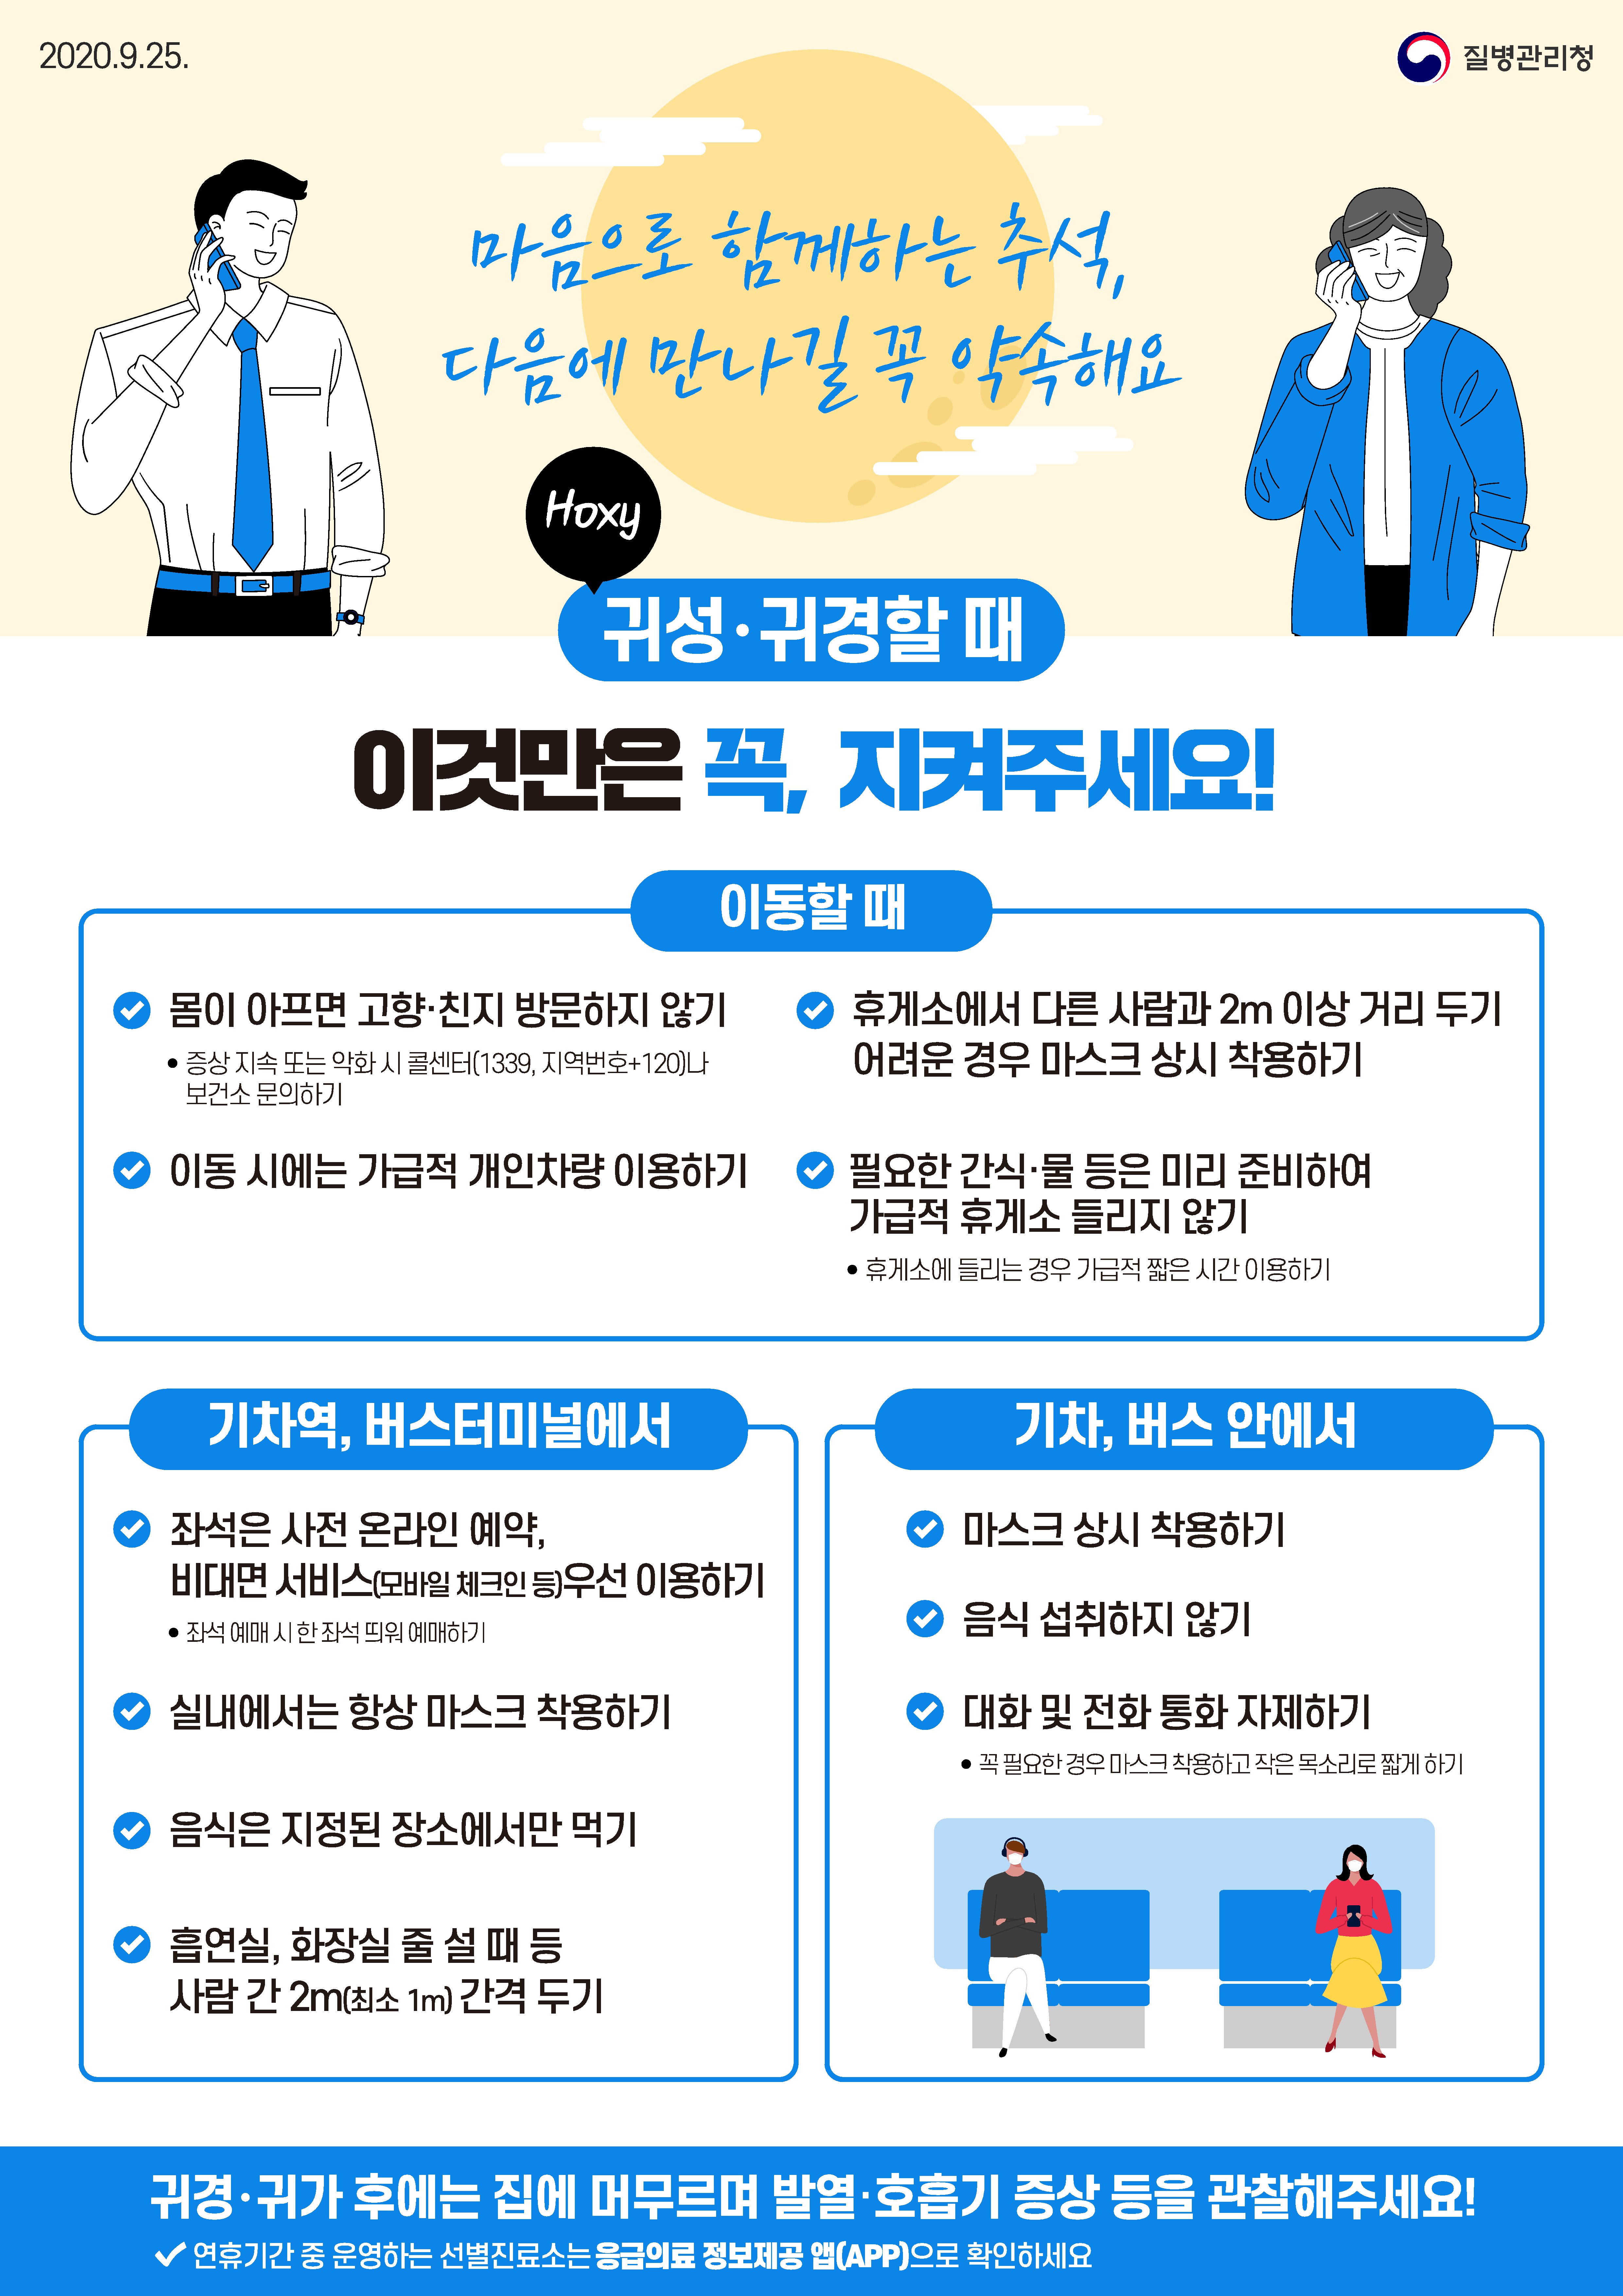 2020.9.25.
질병관리청
마음으로 함께하는 추석,
다음에 만나길 꼭 약속해요
Hoxy
귀성·귀경할 때
이것만은 꼭, 지켜주세요!
이동할 때
몸이 아프면 고향·친지 방문하지 않기
• 증상 지속 또는 악화 시 콜센터(1339, 지역번호+120)나
보건소 문의하기
이동 시에는 가급적 개인차량 이용하기
휴게소에서 다른 사람과 2m 이상 거리 두기
어려운 경우 마스크 상시 착용하기
필요한 간식·물 등은 미리 준비하여
가급적 휴게소 들리지 않기
• 휴게소에 들리는 경우 가급적 짧은 시간 이용하기
기차역, 버스터미널에서
좌석은 사전 온라인 예약,
비대면 서비스(모바일 체크인 등)우선 이용하기
• 좌석 예매 시 한 좌석 띄워 예매하기
실내에서는 항상 마스크 착용하기
음식은 지정된 장소에서만 먹기
흡연실, 화장실 줄 설 때 등
사람 간 2m(최소 1m) 간격 두기
기차, 버스 안에서
마스크 상시 착용하기
음식 섭취하지 않기
대화 및 전화 통화 자제하기
• 꼭 필요한 경우 마스크 착용하고 작은 목소리로 짧게 하기
귀경·귀가 후에는 집에 머무르며 발열·호흡기 증상 등을 관찰해주세요!
연휴기간 중 운영하는 선별진료소는 응급의료 정보제공 앱(APP)으로 확인하세요